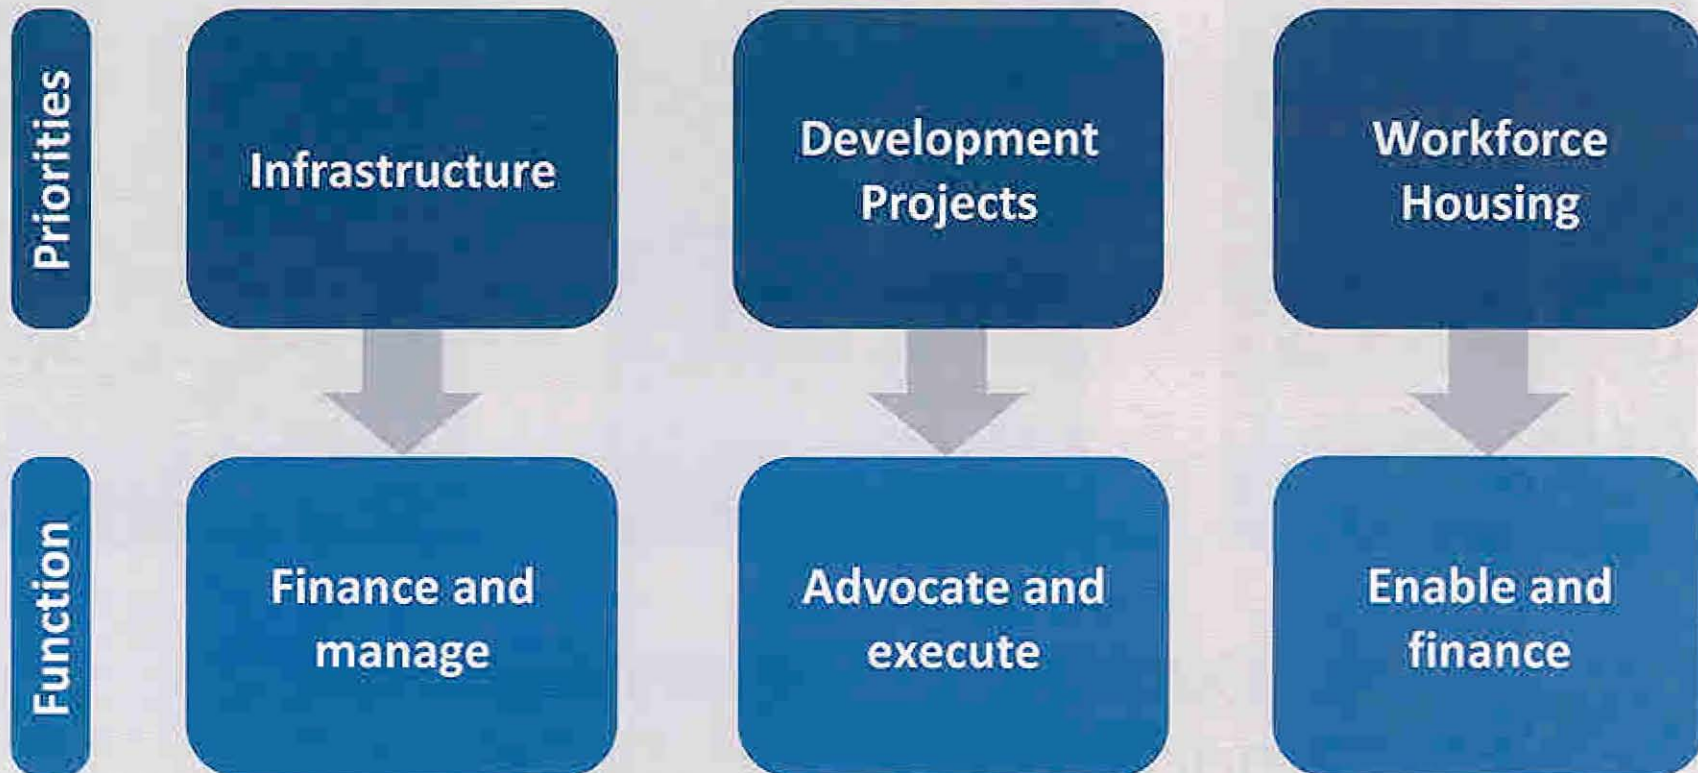 Priorities
Infrastructure
Development
Projects
Workforce
Housing
Function
Finance and
manage
Advocate and
execute
Enable and
finance